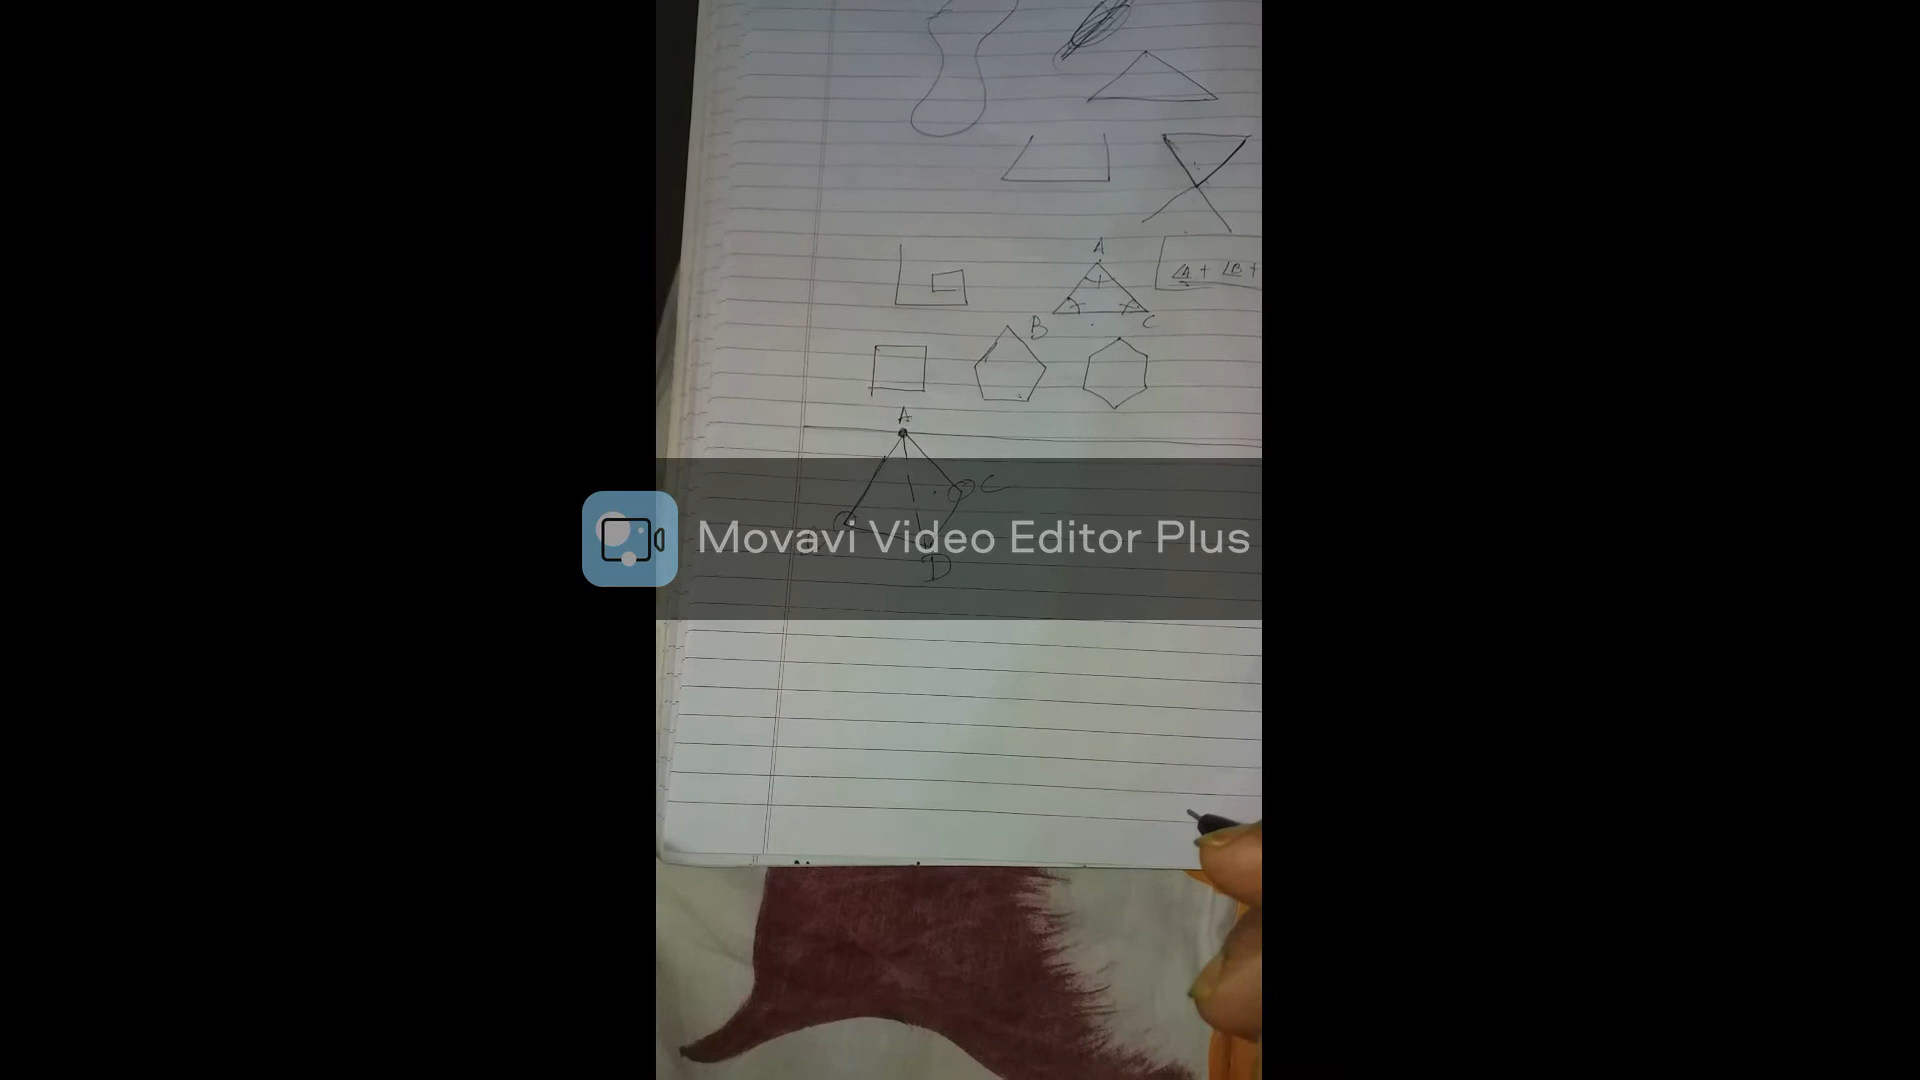 A
∠A + ∠B +
B
C
A
C
Movavi Video Editor Plus
D